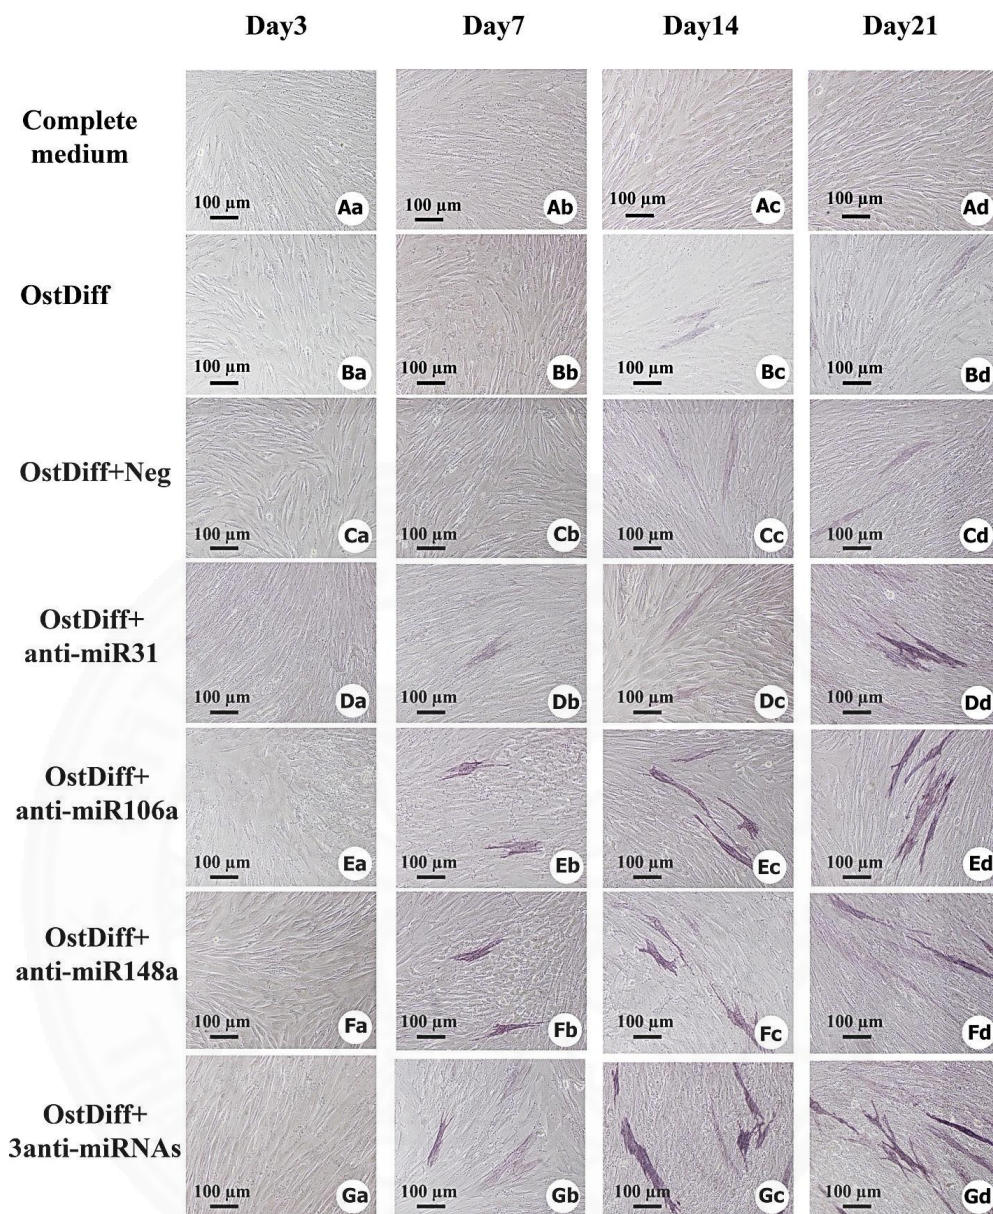 Day3 Day7 Day14 Day21
Complete
medium
100 µm Aa 100 µm Ab 100 µm Ac 100 µm Ad
OstDiff
100 µm Ba 100 µm Bb 100 µm Bc 100 µm Bd
OstDiff+Neg
100 µm Ca 100 µm Cb 100 µm Cc 100 µm Cd
OstDiff+
anti-miR31
100 µm Da 100 µm Db 100 µm Dc 100 µm Dd
OstDiff+
anti-miR106a
100 µm Ea 100 µm Eb 100 µm Ec 100 µm Ed
OstDiff+
anti-miR148a
100 µm Fa 100 µm Fb 100 µm Fc 100 µm Fd
OstDiff+
3anti-miRNAs
100 µm Ga 100 µm Gb 100 µm Gc 100 µm Gd